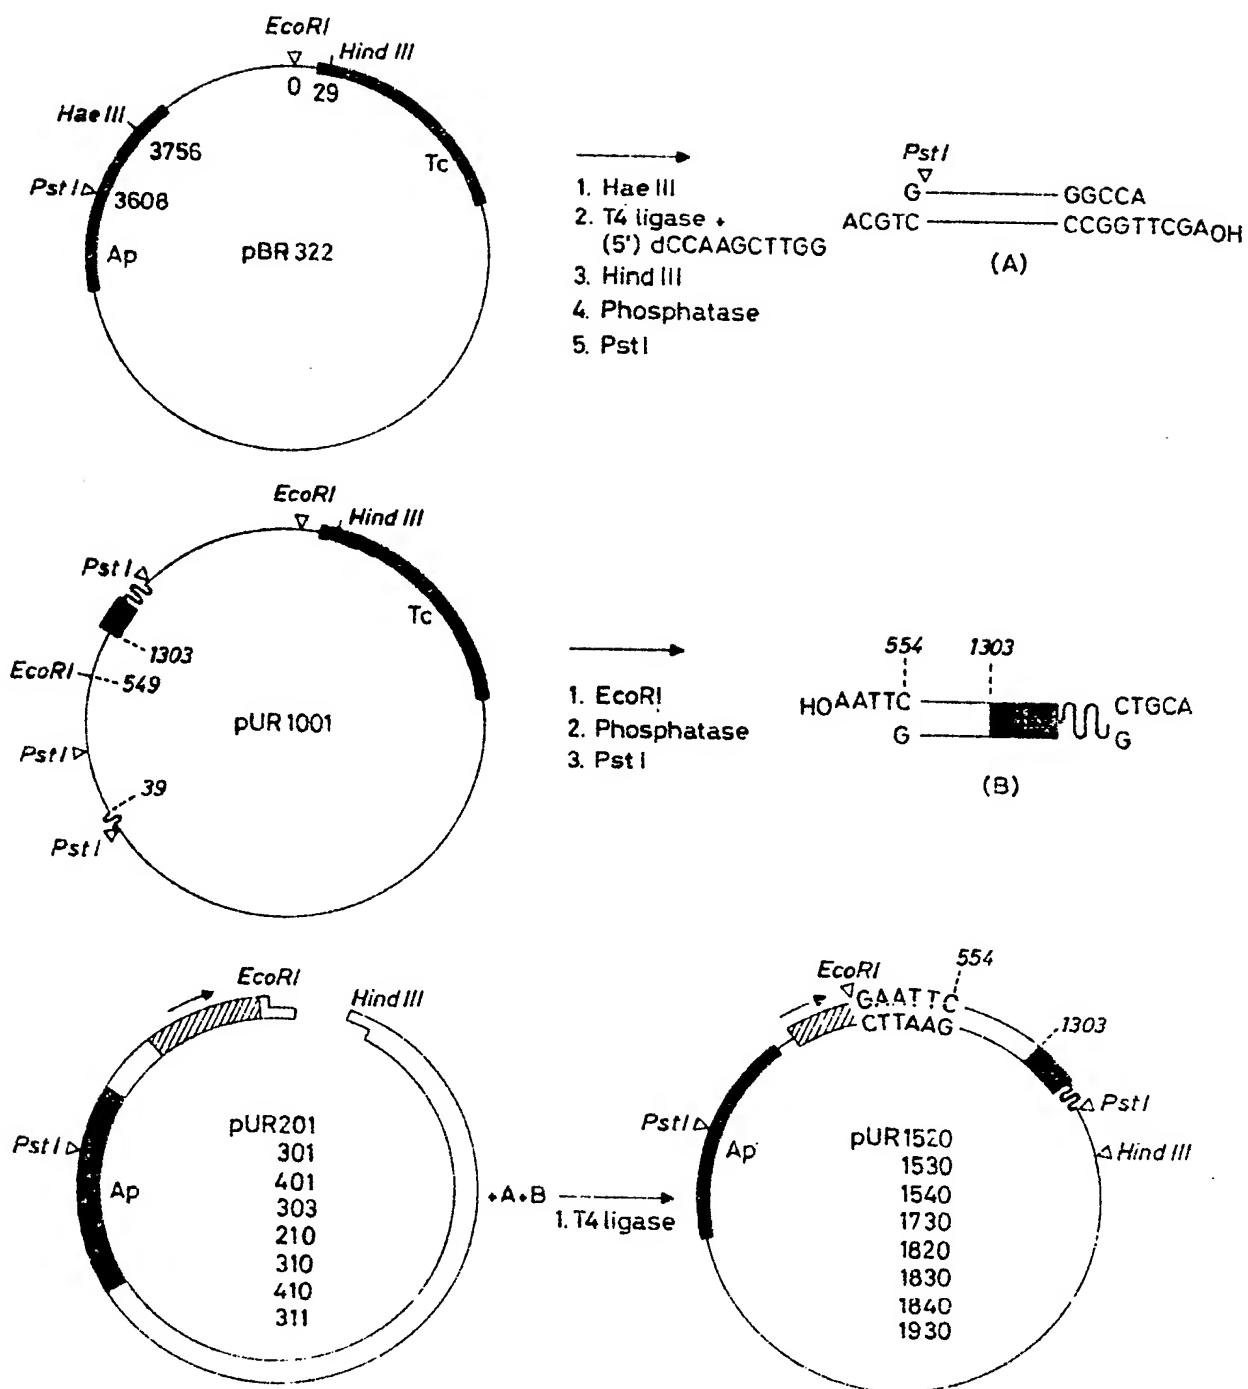 EcoRI
Hind III
0 29
Hae III
3756
Pst I
3608
Tc
Ap
pBR322
1. Hae III
2. T4 ligase +
(5') dCCAAGCTTGG
3. Hind III
4. Phosphatase
5. Pst I
Pst I
G GGCCA
ACGTC CCGGTTCGAOH
(A)
EcoRI
Hind III
Pst I
Tc
1303
EcoRI
549
pUR1001
Pst I
39
Pst I
1. EcoRI
2. Phosphatase
3. Pst I
554 1303
HOAATTC CTGCA
G G
(B)
EcoRI
Hind III
Pst I
Ap
pUR201
301
401
303
210
310
410
311
+A+B
1. T4 ligase
EcoRI
554
GAATTC
CTTAAG
1303
Pst I
Hind III
Pst I
Ap
pUR1520
1530
1540
1730
1820
1830
1840
1930